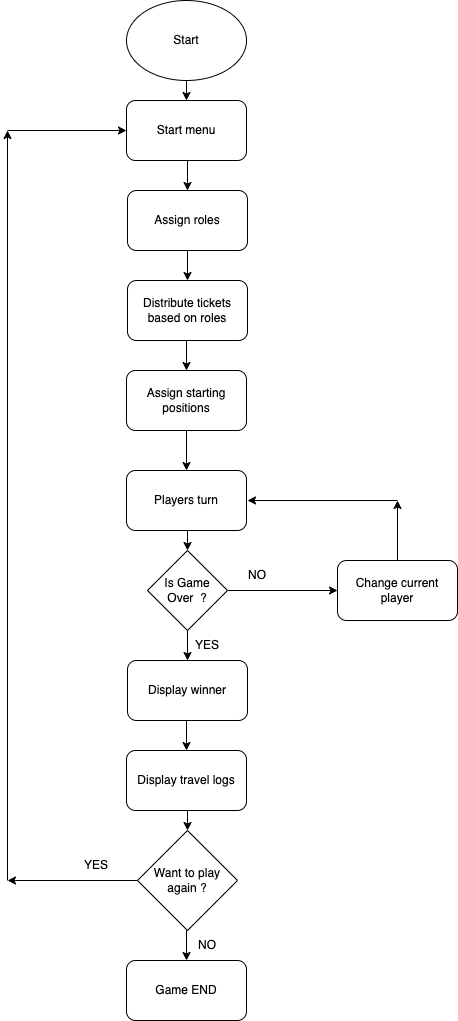 Start
Start menu
Assign roles
Distribute tickets
based on roles
Assign starting
positions
Players turn
Is Game
Over ?
NO
Change current
player
YES
Display winner
Display travel logs
Want to play
again ?
YES
NO
Game END